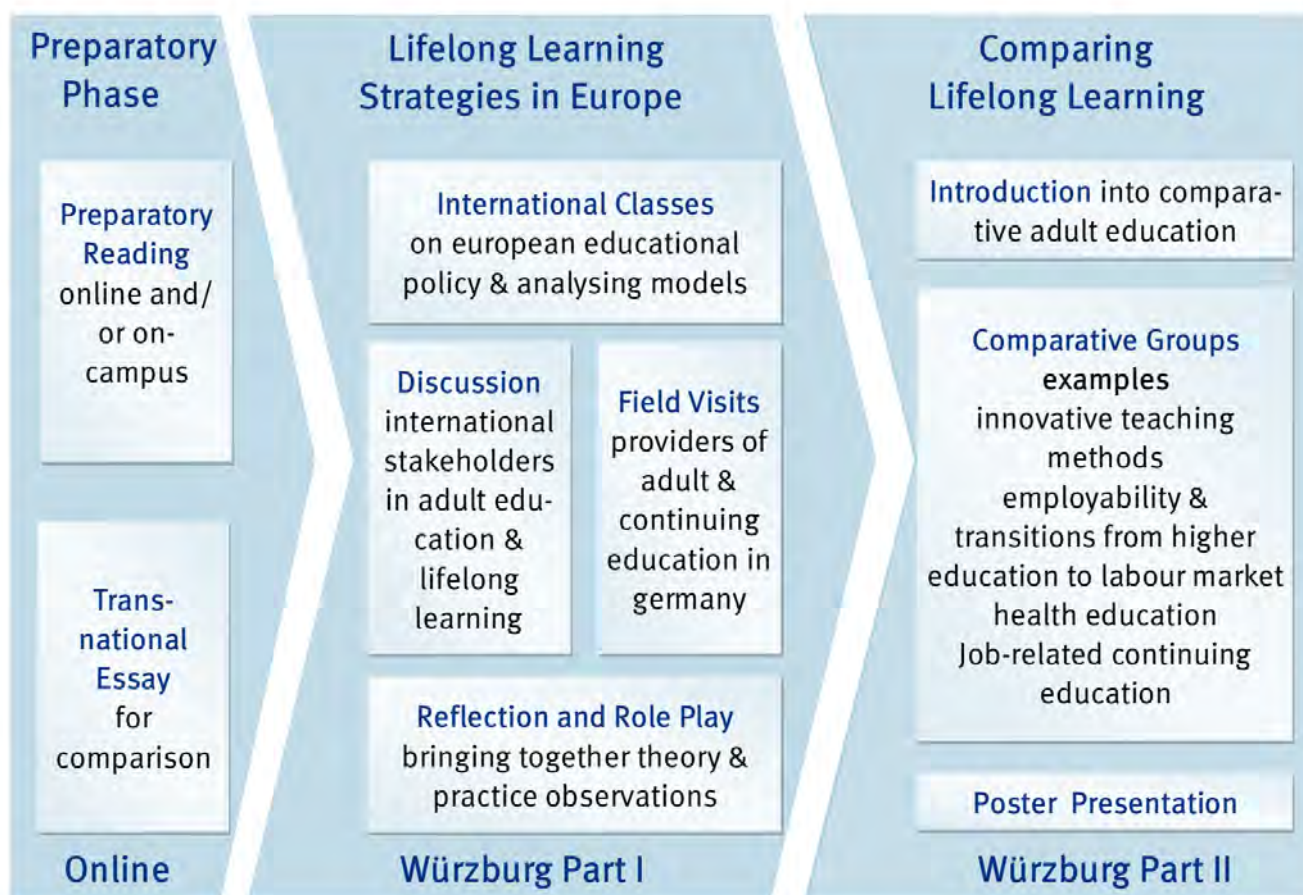 Preparatory
Phase
Preparatory
Reading
online and/
or on-
campus
Trans-
national
Essay
for
comparison
Online
Lifelong Learning
Strategies in Europe
International Classes
on european educational
policy & analysing models
Discussion
international
stakeholders
in adult edu-
cation &
lifelong
learning
Field Visits
providers of
adult &
continuing
education in
germany
Reflection and Role Play
bringing together theory &
practice observations
Würzburg Part I
Comparing
Lifelong Learning
Introduction into compara-
tive adult education
Comparative Groups
examples
innovative teaching
methods
employability &
transitions from higher
education to labour market
health education
Job-related continuing
education
Poster Presentation
Würzburg Part II